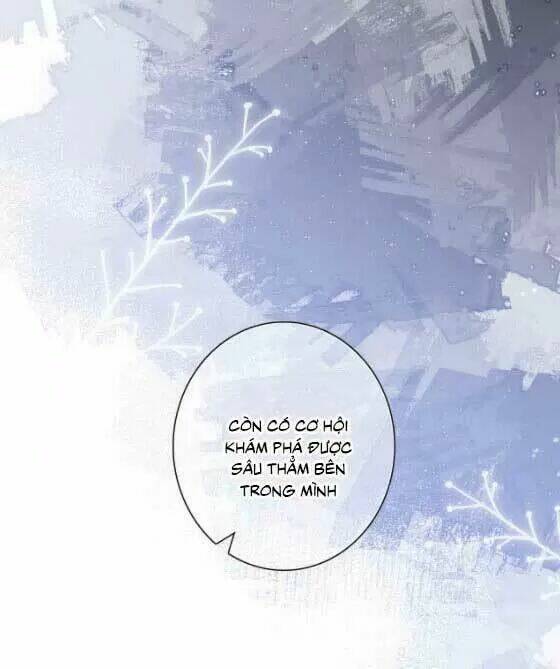 CÒN CÓ CƠ HỘI
KHÁM PHÁ ĐƯỢC
SÂU THẲM BÊN
TRONG MÌNH